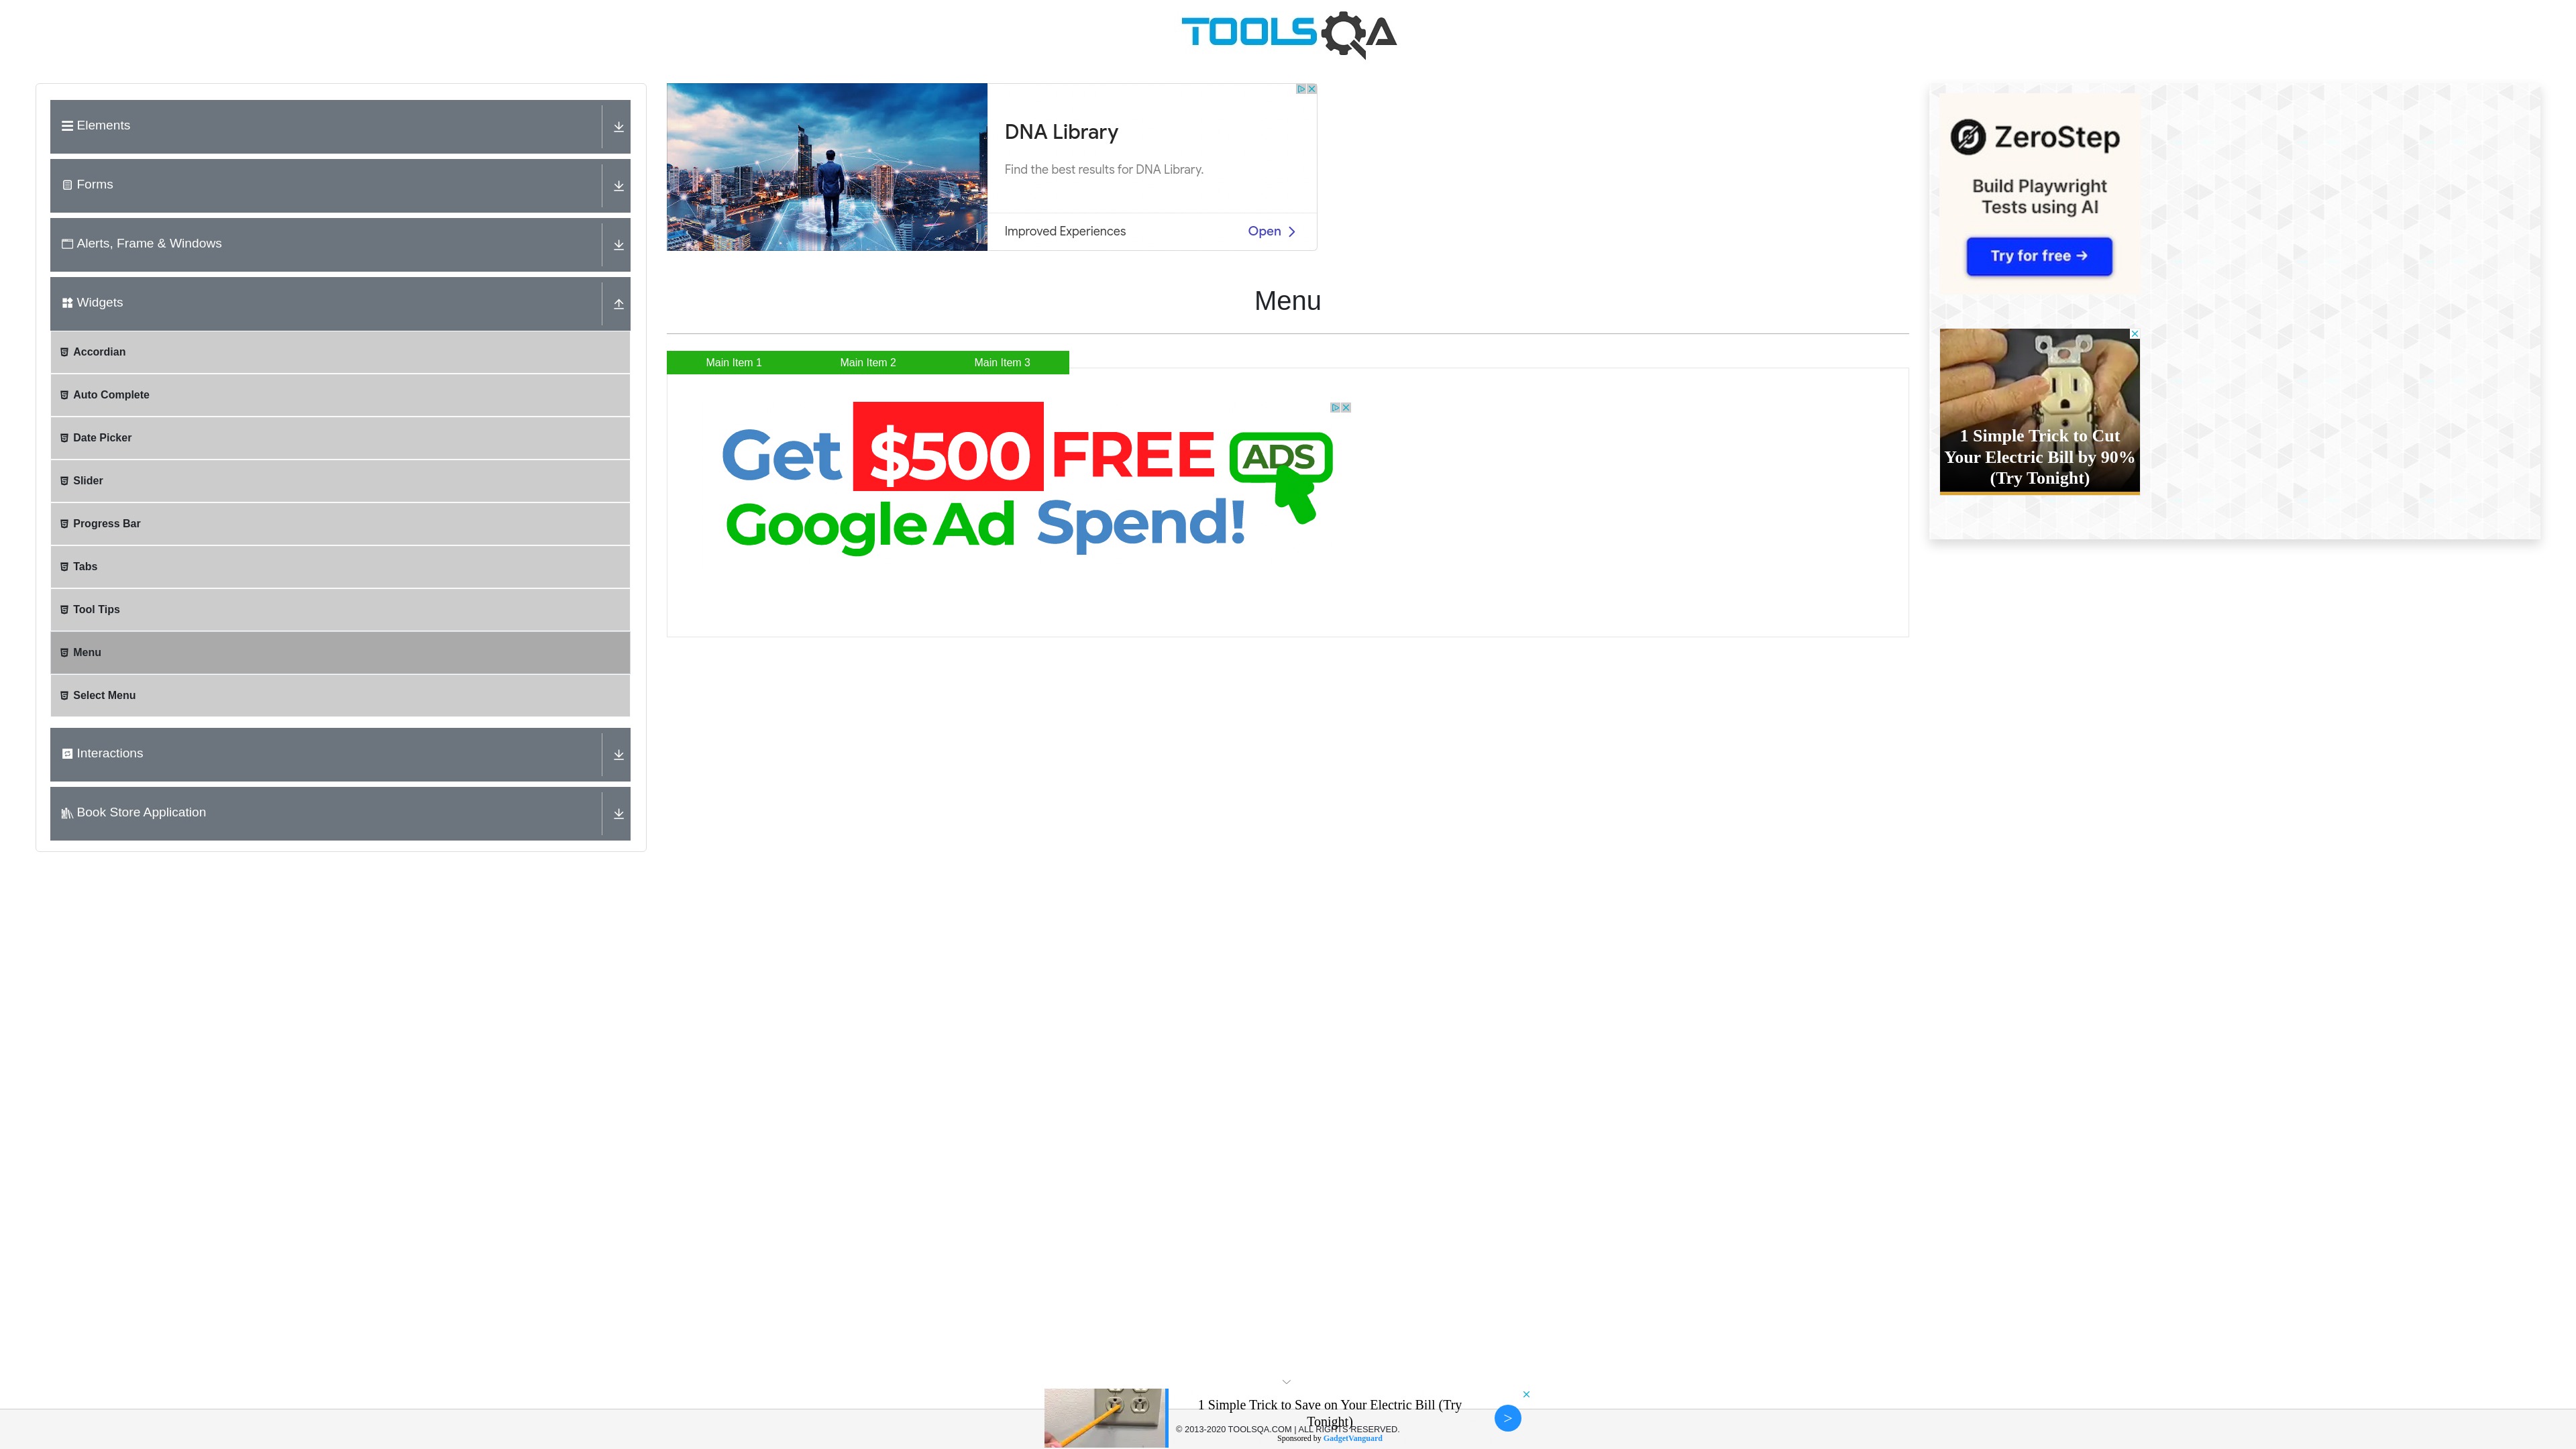 TOOLSQA
Elements
Forms
Alerts, Frame & Windows
Widgets
Accordian
Auto Complete
Date Picker
Slider
Progress Bar
Tabs
Tool Tips
Menu
Select Menu
Interactions
Book Store Application
DNA Library
Find the best results for DNA Library.
Improved Experiences
Open
Menu
Main Item 1
Main Item 2
Main Item 3
Get $500 FREE ADS
Google Ad Spend!
ZeroStep
Build Playwright
Tests using AI
Try for free →
1 Simple Trick to Cut
Your Electric Bill by 90%
(Try Tonight)
1 Simple Trick to Save on Your Electric Bill (Try
Tonight)
>
© 2013-2020 TOOLSQA.COM | ALL RIGHTS RESERVED.
Sponsored by GadgetVanguard